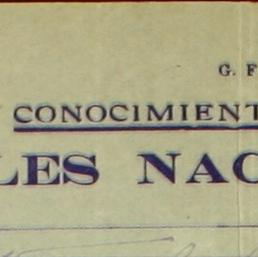 G. F
CONOCIMIENT
LES NAC